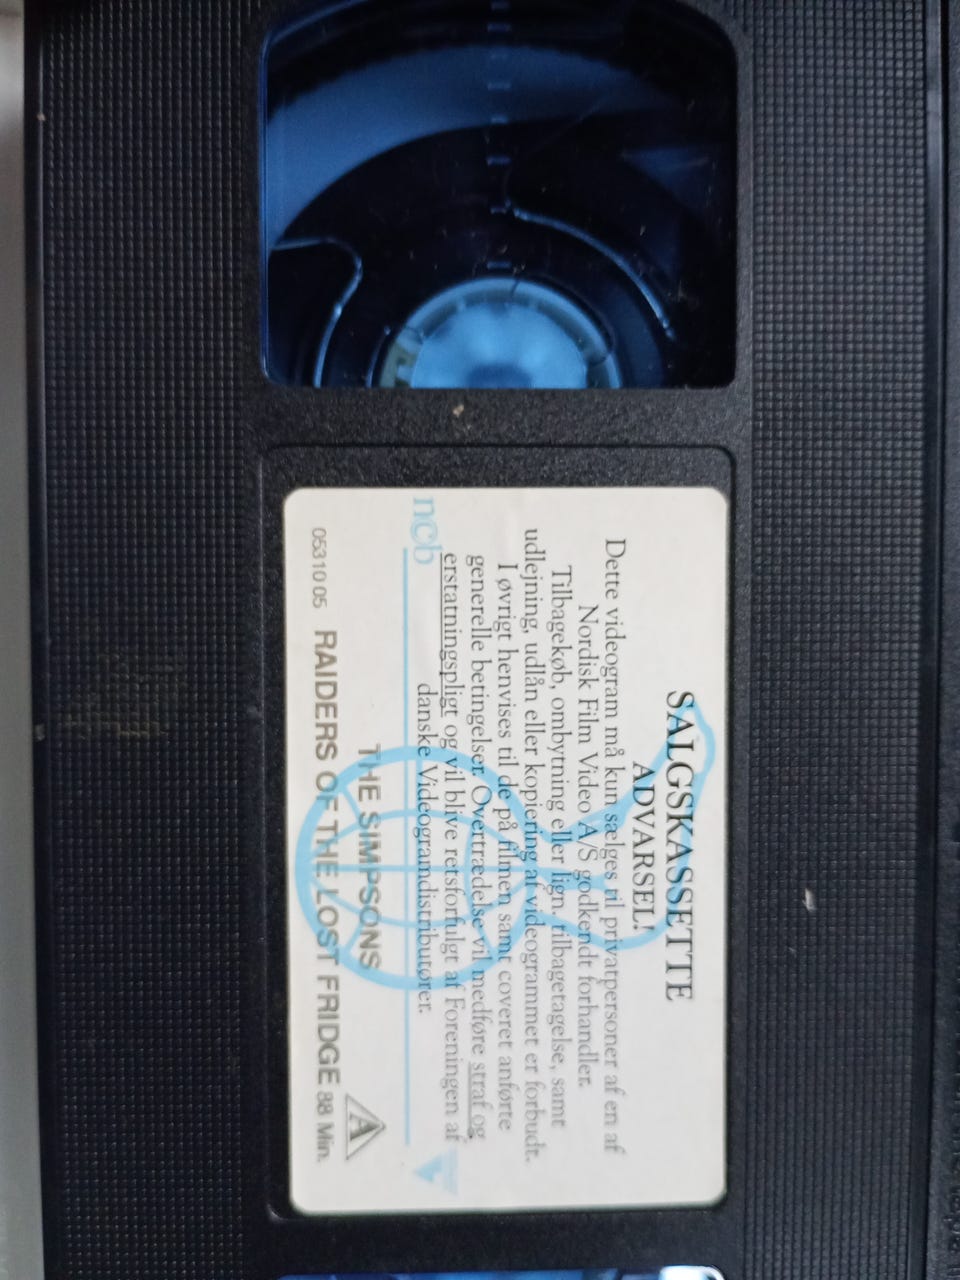 SALGSKASSETTE
ADVARSEL!
Dette videogram må kun sælges til privatpersoner af en af
Nordisk Film Video A/S godkendt forhandler.
Tilbagekøb, ombytning eller lign. tilbagetagelse, samt
udlejning, udlån eller kopiering af videogrammet er forbudt.
I øvrigt henvises til de på filmen samt coveret anførte
generelle betingelser. Overtrædelse vil medføre straf og
erstatningspligt og vil blive retsforfulgt af Foreningen af
danske Videogramdistributører.
ncb
THE SIMPSONS
A
0531005 RAIDERS OF THE LOST FRIDGE 88 Min.